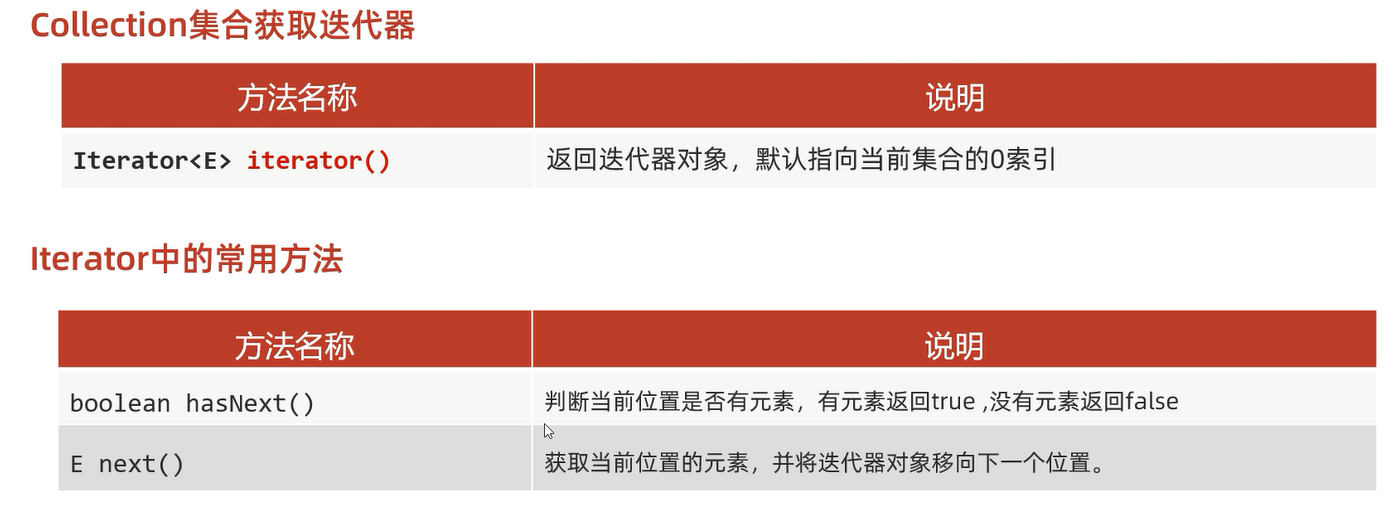 Collection集合获取迭代器
方法名称 说明
Iterator<E> iterator() 返回迭代器对象，默认指向当前集合的0索引
Iterator中的常用方法
方法名称 说明
boolean hasNext() 判断当前位置是否有元素，有元素返回true ,没有元素返回false
E next() 获取当前位置的元素，并将迭代器对象移向下一个位置。